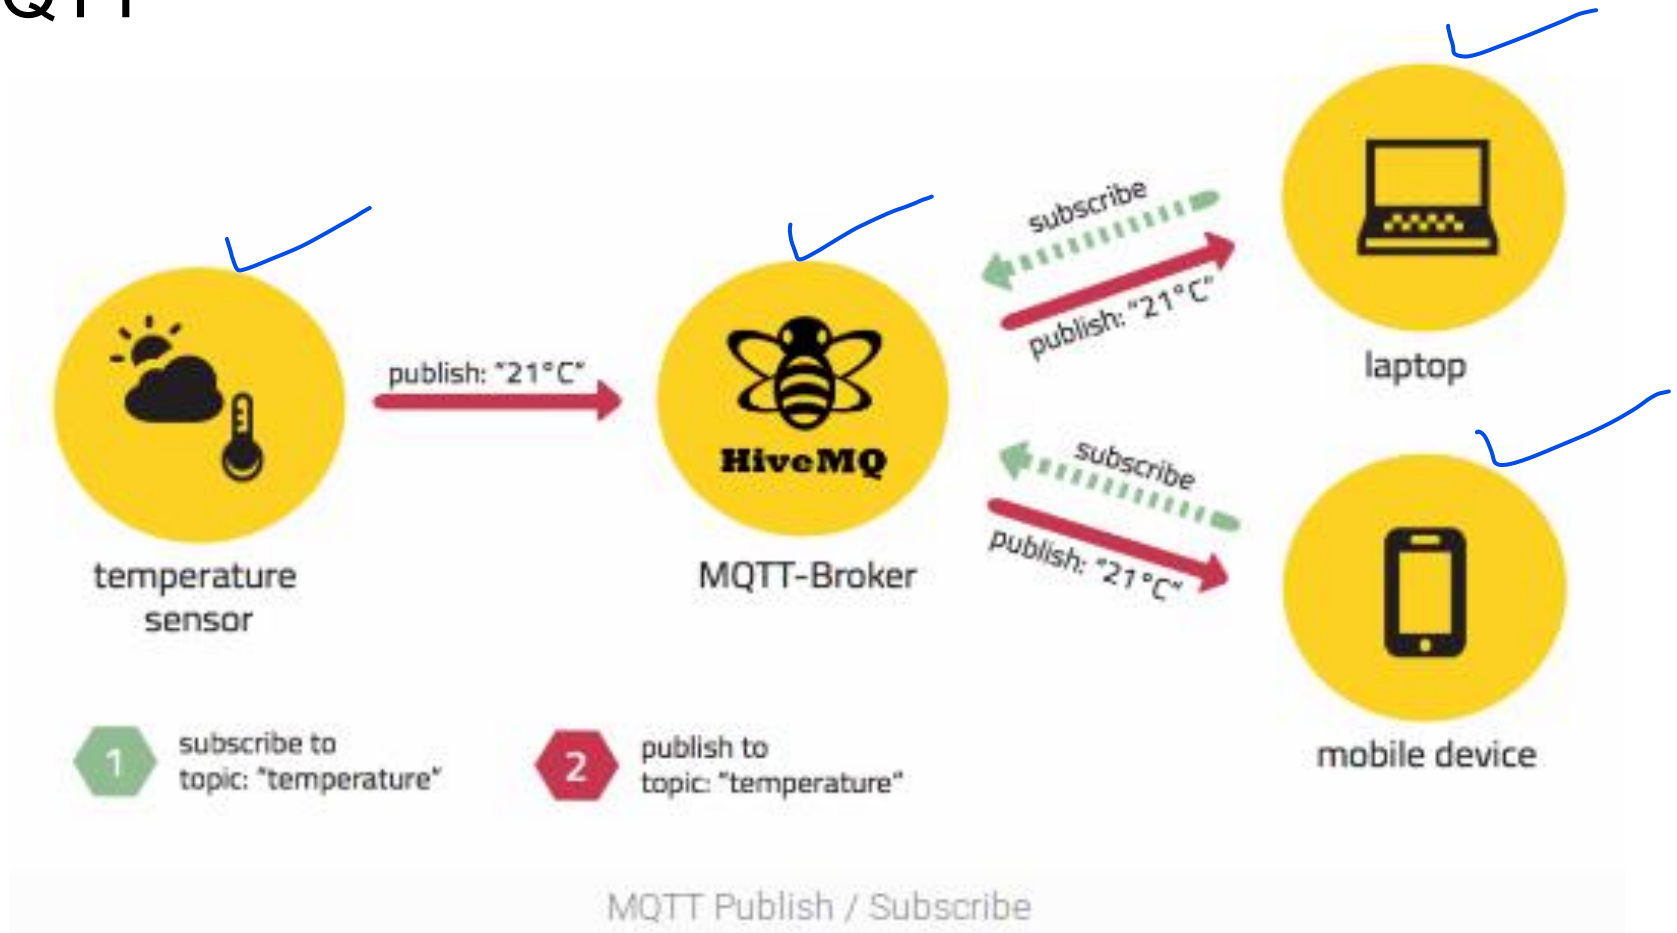 QTT
subscribe
publish: "21°C"
laptop
publish: "21°C"
HiveMQ
subscribe
publish: "21°C"
temperature
sensor
MQTT-Broker
mobile device
1
subscribe to
topic: "temperature"
2
publish to
topic: "temperature"
MQTT Publish / Subscribe